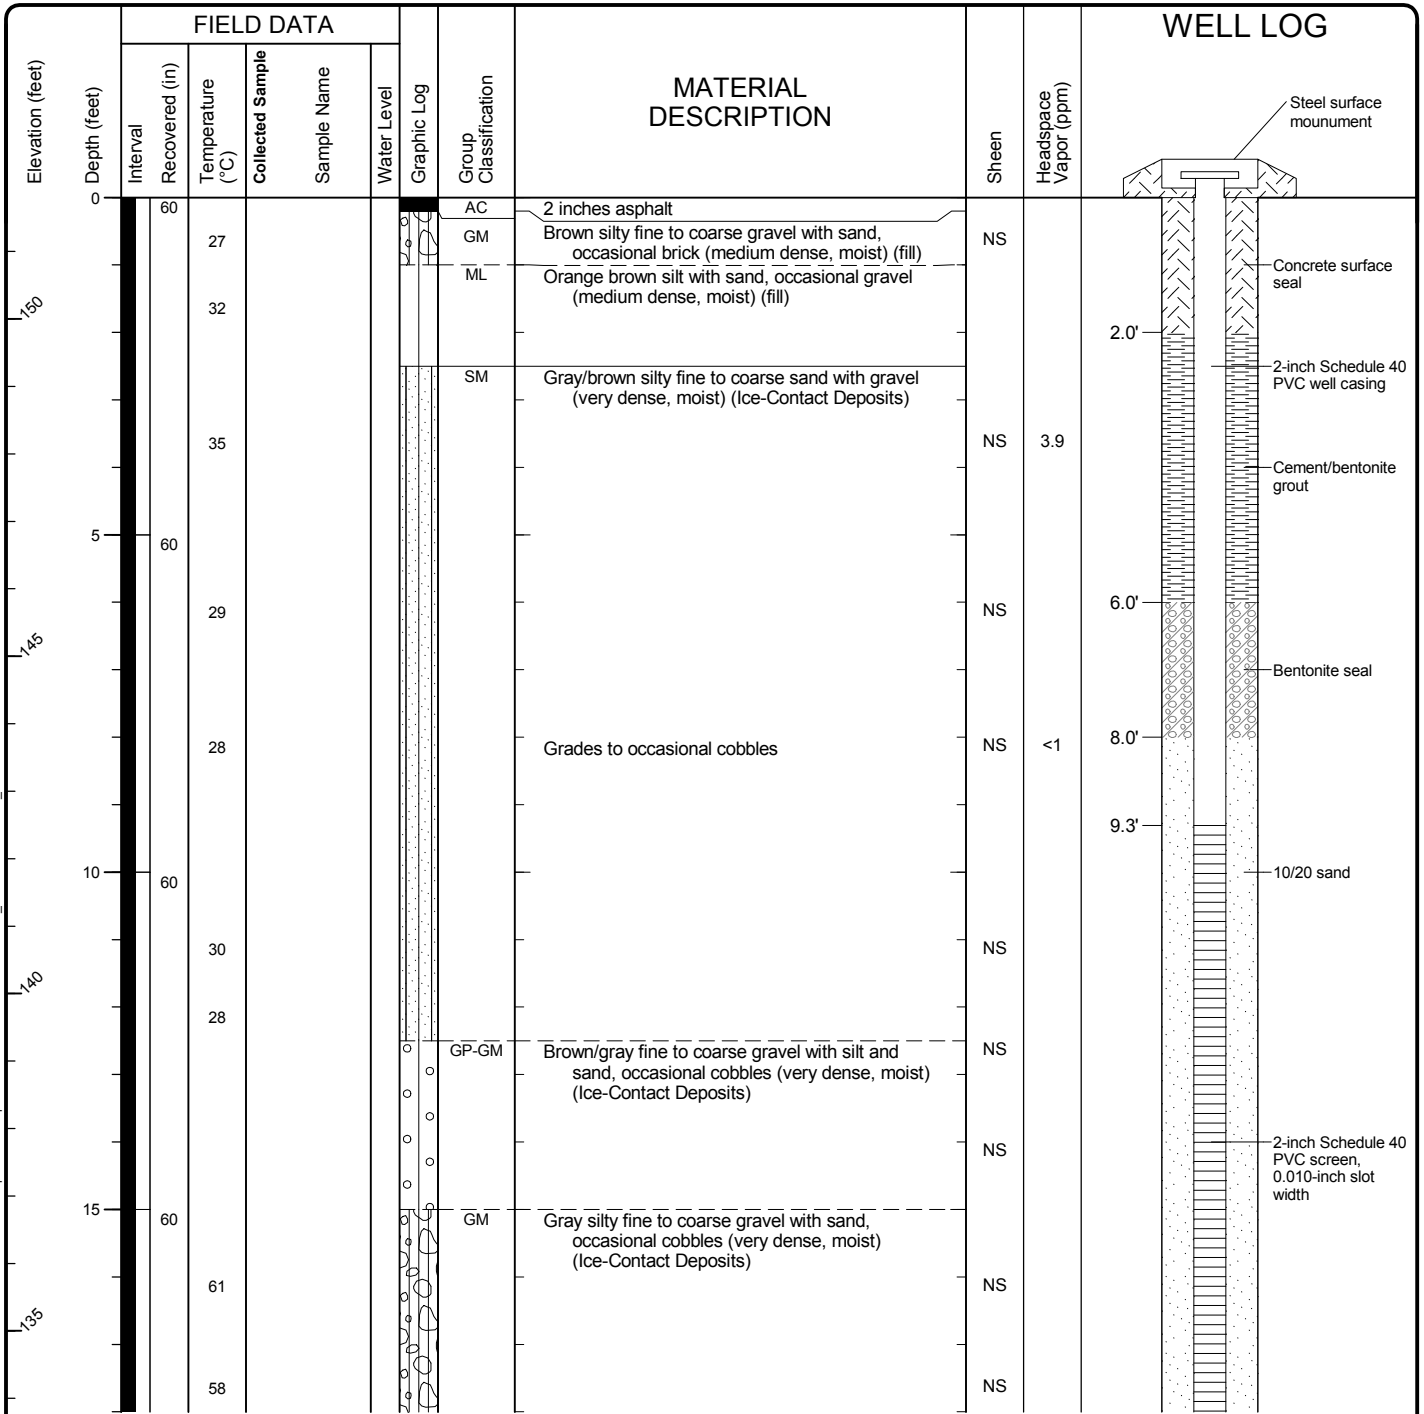 FIELD DATA
WELL LOG
Elevation (feet)
Depth (feet)
Interval
Recovered (in)
Temperature
(°C)
Collected Sample
Sample Name
Water Level
Graphic Log
Group
Classification
MATERIAL
DESCRIPTION
Sheen
Headspace
Vapor (ppm)
Steel surface
mounument
0
60
AC
2 inches asphalt
27
GM
Brown silty fine to coarse gravel with sand,
occasional brick (medium dense, moist) (fill)
NS
Concrete surface
seal
ML
Orange brown silt with sand, occasional gravel
(medium dense, moist) (fill)
150
32
2.0'
SM
Gray/brown silty fine to coarse sand with gravel
(very dense, moist) (Ice-Contact Deposits)
2-inch Schedule 40
PVC well casing
35
NS
3.9
Cement/bentonite
grout
5
60
29
NS
6.0'
145
Bentonite seal
28
Grades to occasional cobbles
NS
<1
8.0'
9.3'
10
60
10/20 sand
30
NS
140
28
GP-GM
Brown/gray fine to coarse gravel with silt and
sand, occasional cobbles (very dense, moist)
(Ice-Contact Deposits)
NS
NS
2-inch Schedule 40
PVC screen,
0.010-inch slot
width
15
60
GM
Gray silty fine to coarse gravel with sand,
occasional cobbles (very dense, moist)
(Ice-Contact Deposits)
61
NS
135
58
NS